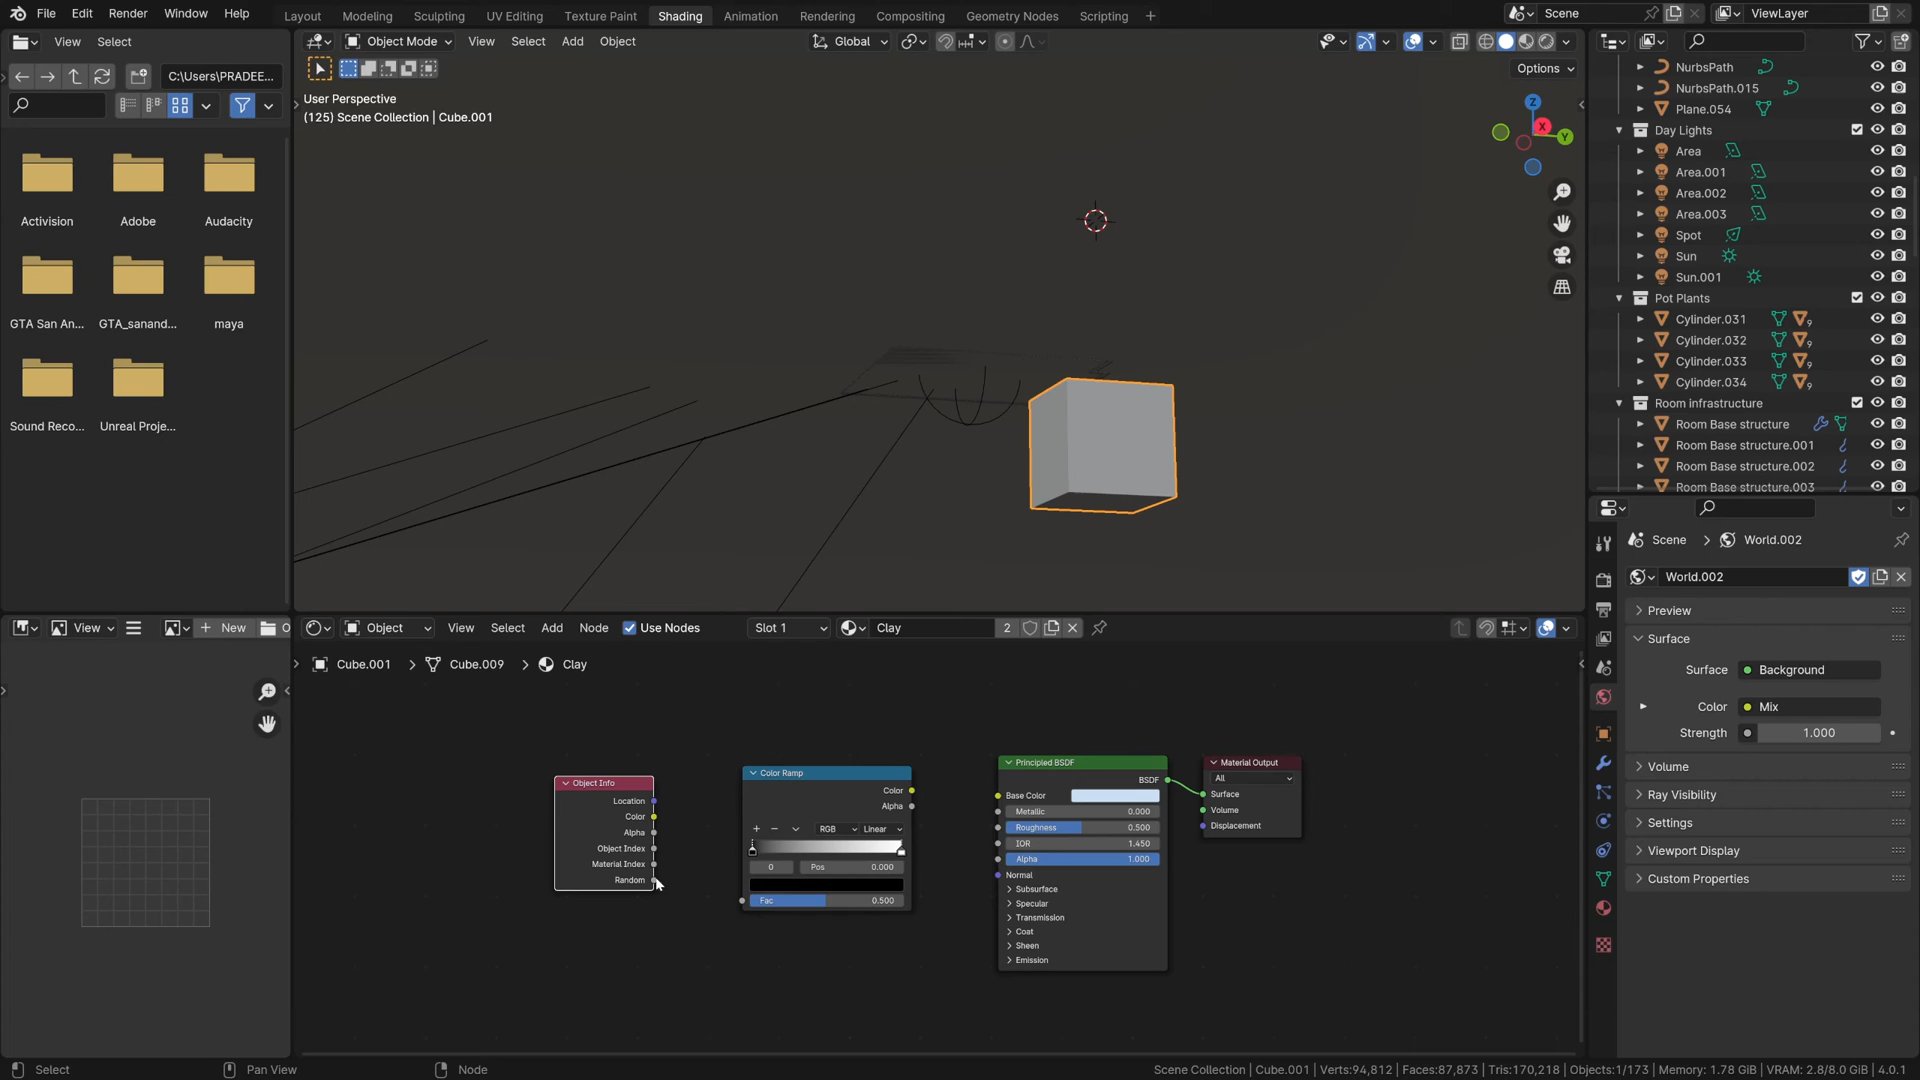 File Edit Render Window Help
Layout Modeling Sculpting UV Editing Texture Paint Shading Animation Rendering Compositing Geometry Nodes Scripting
Scene
ViewLayer
View Select
C:\Users\PRADEE...
Activision Adobe Audacity
GTA San An... GTA_sanand... maya
Sound Reco... Unreal Proje...
Object Mode View Select Add Object
Global
Options
User Perspective
(125) Scene Collection | Cube.001
Z
X
Y
NurbsPath
NurbsPath.015
Plane.054
Day Lights
Area
Area.001
Area.002
Area.003
Spot
Sun
Sun.001
Pot Plants
Cylinder.031 9
Cylinder.032 9
Cylinder.033 9
Cylinder.034 9
Room infrastructure
Room Base structure
Room Base structure.001
Room Base structure.002
Room Base structure.003
Scene > World.002
World.002
Preview
Surface
Surface Background
Color Mix
Strength 1.000
Volume
Ray Visibility
Settings
Viewport Display
Custom Properties
View
New
O
Object View Select Add Node Use Nodes Slot 1 Clay 2
Cube.001 > Cube.009 > Clay
Object Info
Location
Color
Alpha
Object Index
Material Index
Random
Color Ramp
Color
Alpha
RGB Linear
0 Pos 0.000
Fac 0.500
Principled BSDF
BSDF
Base Color
Metallic 0.000
Roughness 0.500
IOR 1.450
Alpha 1.000
Normal
Subsurface
Specular
Transmission
Coat
Sheen
Emission
Material Output
All
Surface
Volume
Displacement
Select Pan View Node
Scene Collection | Cube.001 | Verts:94,812 | Faces:87,873 | Tris:170,218 | Objects:1/173 | Memory: 1.78 GiB | VRAM: 2.8/8.0 GiB | 4.0.1